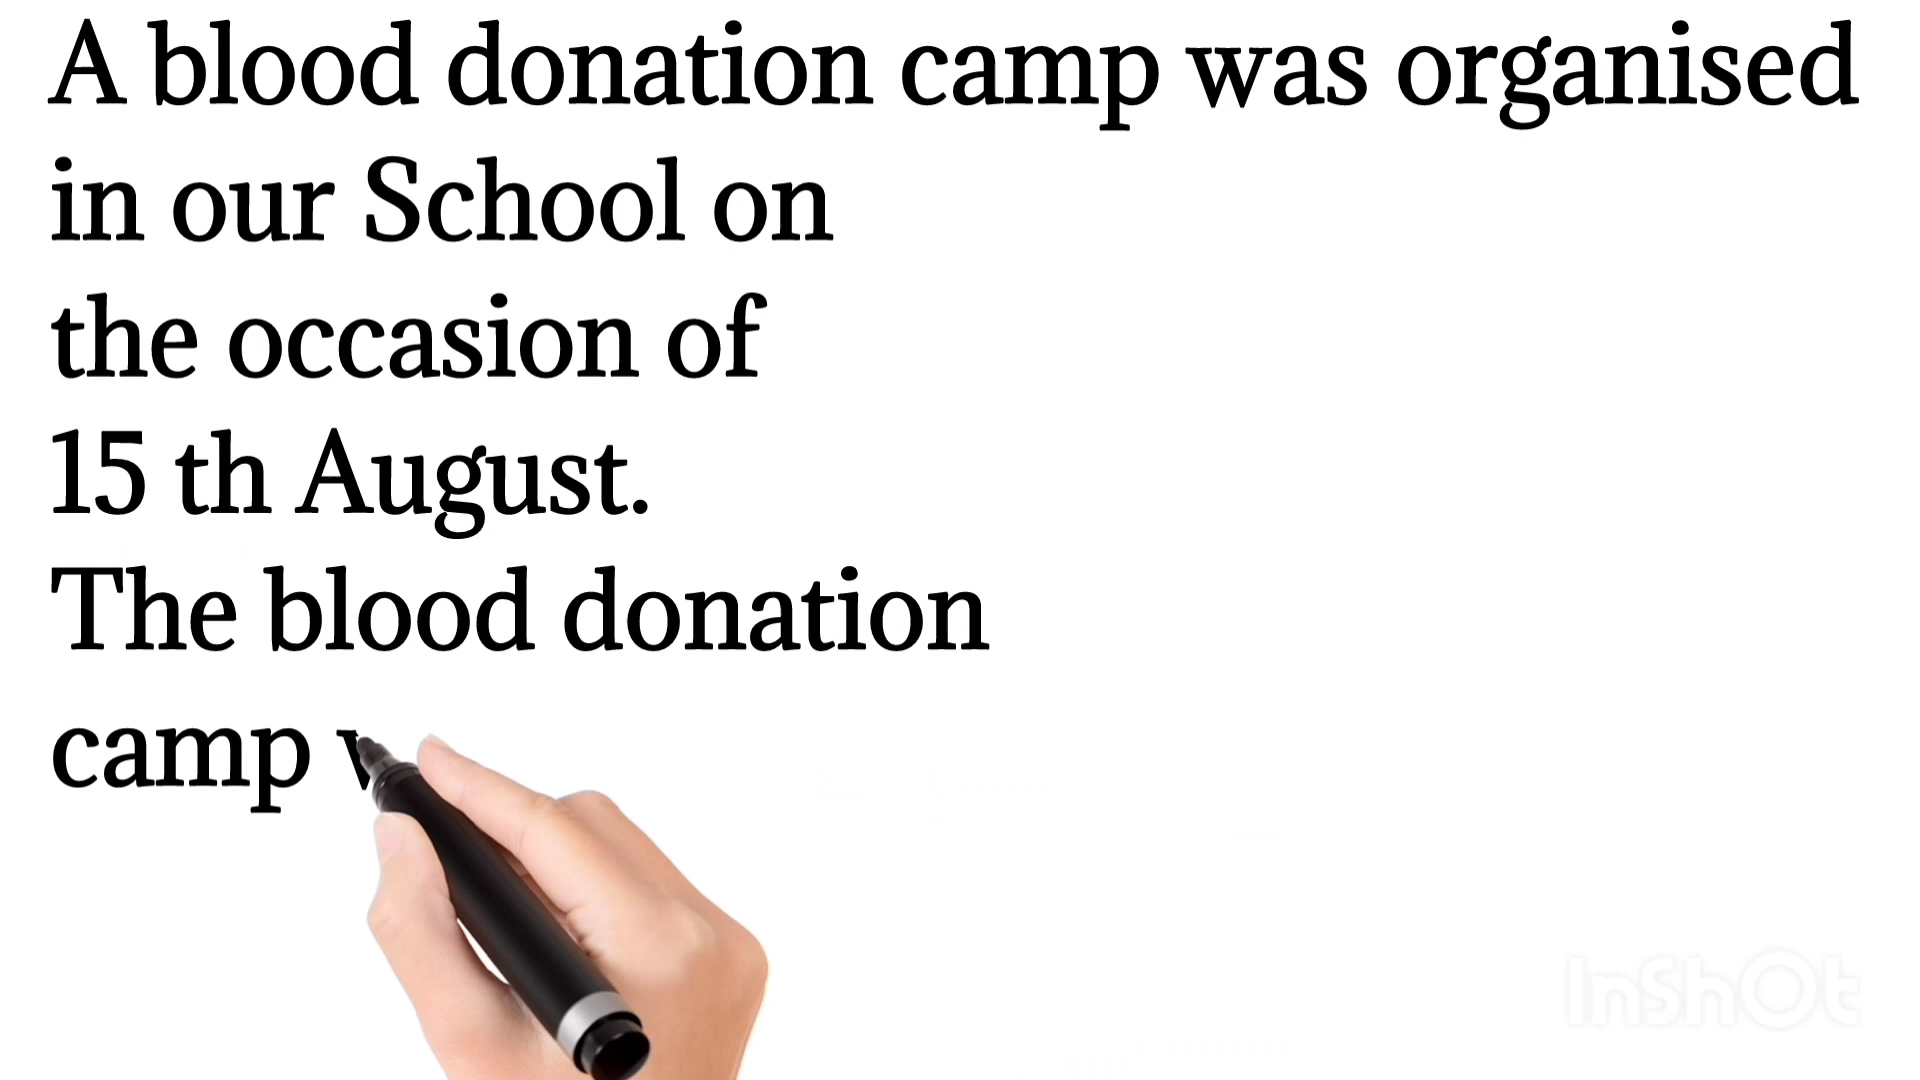 A blood donation camp was organised
in our School on
the occasion of
15 th August.
The blood donation
camp
InShOt